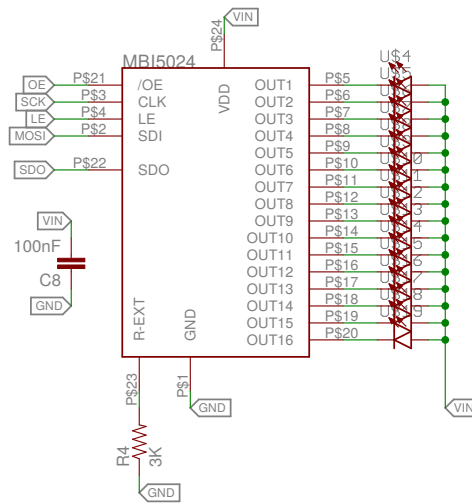 VIN
P$24
MBI5024
U$4
OE P$21 /OE VDD OUT1 P$5
SCK P$3 CLK OUT2 P$6
LE P$4 LE OUT3 P$7
MOSI P$2 SDI OUT4 P$8
OUT5 P$9
SDO P$22 SDO OUT6 P$10
OUT7 P$11
OUT8 P$12
VIN OUT9 P$13
100nF OUT10 P$14
OUT11 P$15
C8 OUT12 P$16
OUT13 P$17
GND OUT14 P$18
R-EXT GND OUT15 P$19
OUT16 P$20
P$23 P$1
GND VIN
R4 3K
GND